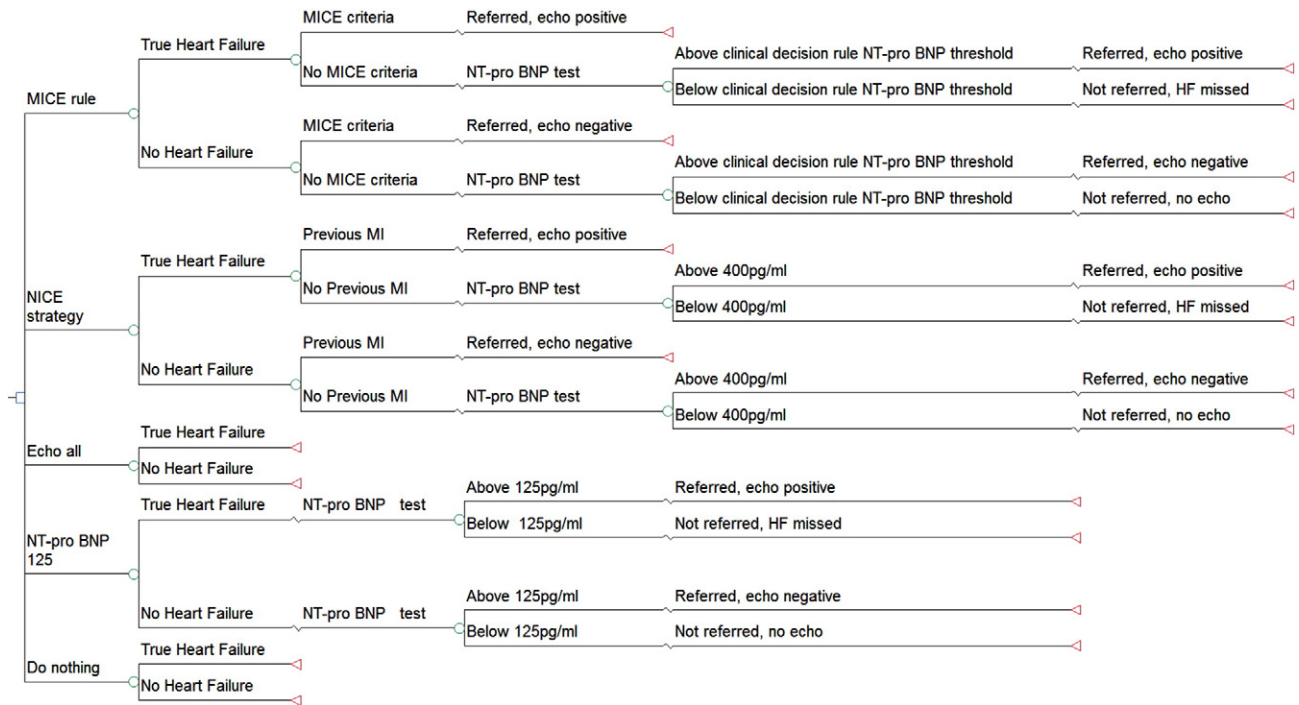 MICE criteria Referred, echo positive
True Heart Failure
No MICE criteria NT-pro BNP test
Above clinical decision rule NT-pro BNP threshold Referred, echo positive
Below clinical decision rule NT-pro BNP threshold Not referred, HF missed
MICE rule
MICE criteria Referred, echo negative
No Heart Failure
No MICE criteria NT-pro BNP test
Above clinical decision rule NT-pro BNP threshold Referred, echo negative
Below clinical decision rule NT-pro BNP threshold Not referred, no echo
Previous MI Referred, echo positive
True Heart Failure
No Previous MI NT-pro BNP test
Above 400pg/ml Referred, echo positive
Below 400pg/ml Not referred, HF missed
NICE
strategy
Previous MI Referred, echo negative
No Heart Failure
No Previous MI NT-pro BNP test
Above 400pg/ml Referred, echo negative
Below 400pg/ml Not referred, no echo
Echo all
True Heart Failure
No Heart Failure
True Heart Failure NT-pro BNP test
Above 125pg/ml Referred, echo positive
Below 125pg/ml Not referred, HF missed
NT-pro BNP
125
No Heart Failure NT-pro BNP test
Above 125pg/ml Referred, echo negative
Below 125pg/ml Not referred, no echo
Do nothing
True Heart Failure
No Heart Failure